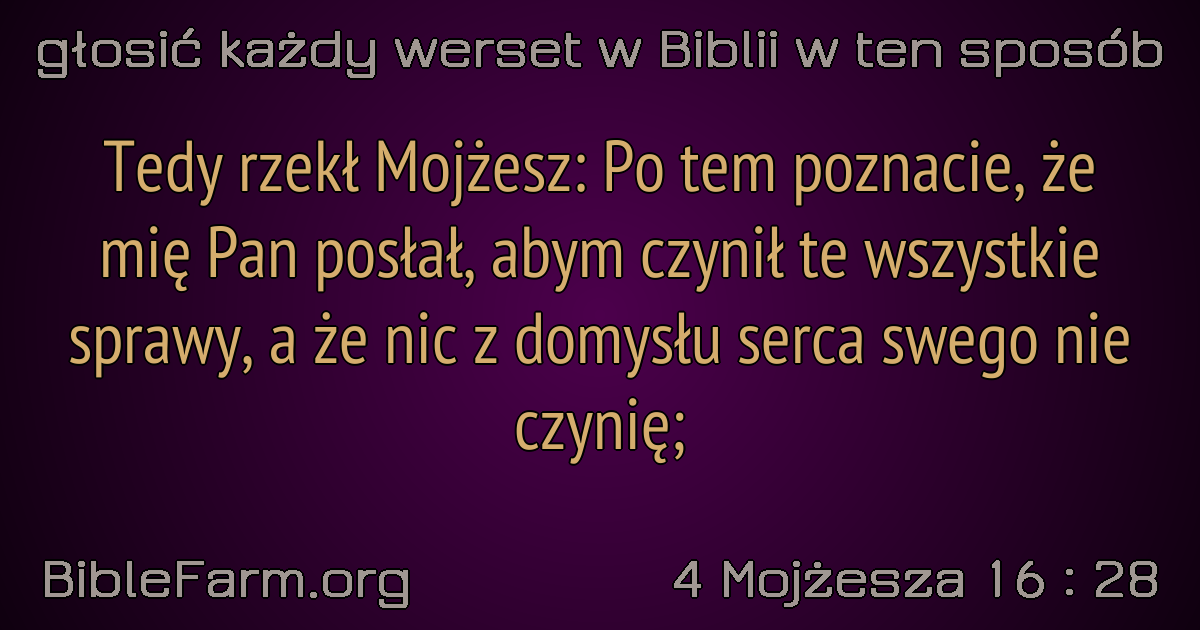 głosić każdy werset w Biblii w ten sposób
Tedy rzekł Mojżesz: Po tem poznacie, że
mię Pan posłał, abym czynił te wszystkie
sprawy, a że nic z domysłu serca swego nie
czynię;
BibleFarm.org
4 Mojżesza 16 : 28